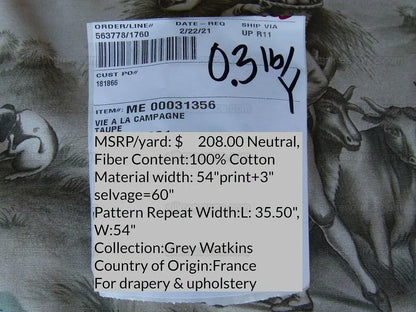 ORDER/LINE# DATE - REQ SHIP VIA
563778/1760 2/22/21 UP R11
0.3 lb/Y
CUST PO#
181866
ITEM#: ME 00031356
VIE A LA CAMPAGNE
TAUPE
MSRP/yard: $ 208.00 Neutral,
Fiber Content:100% Cotton
Material width: 54"print+3"
selvage=60"
Pattern Repeat Width:L: 35.50",
W:54"
Collection:Grey Watkins
Country of Origin:France
For drapery & upholstery